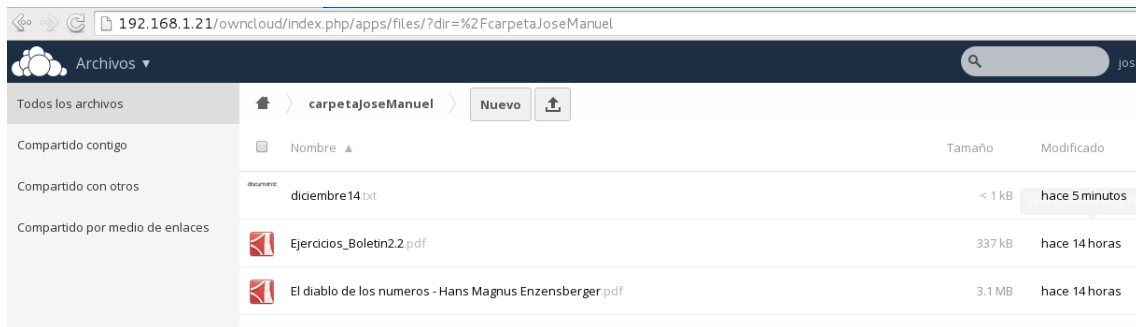 192.168.1.21/owncloud/index.php/apps/files/?dir=%2FcarpetaJoseManuel
Archivos ▾ jos
Todos los archivos carpetaJoseManuel Nuevo
Compartido contigo Nombre ▲ Tamaño Modificado
Compartido con otros diciembre14.txt < 1 kB hace 5 minutos
Compartido por medio de enlaces
Ejercicios_Boletin2.2.pdf 337 kB hace 14 horas
El diablo de los numeros - Hans Magnus Enzensberger.pdf 3.1 MB hace 14 horas